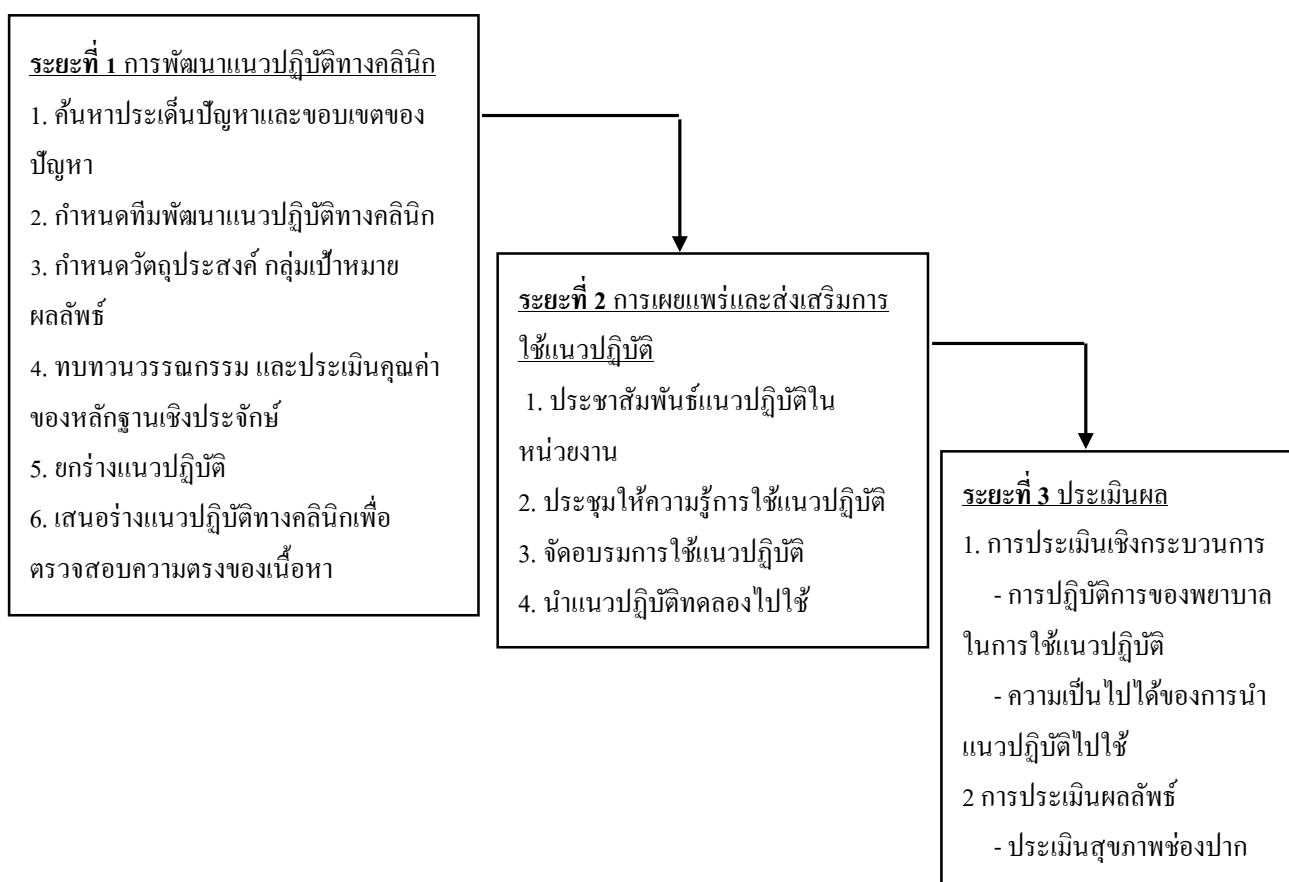 ระยะที่ 1 การพัฒนาแนวปฏิบัติทางคลินิก
1. ค้นหาประเด็นปัญหาและขอบเขตของ
ปัญหา
2. กำหนดทีมพัฒนาแนวปฏิบัติทางคลินิก
3. กำหนดวัตถุประสงค์ กลุ่มเป้าหมาย
ผลลัพธ์
4. ทบทวนวรรณกรรม และประเมินคุณค่า
ของหลักฐานเชิงประจักษ์
5. ยกร่างแนวปฏิบัติ
6. เสนอร่างแนวปฏิบัติทางคลินิกเพื่อ
ตรวจสอบความตรงของเนื้อหา
ระยะที่ 2 การเผยแพร่และส่งเสริมการ
ใช้แนวปฏิบัติ
1. ประชาสัมพันธ์แนวปฏิบัติใน
หน่วยงาน
2. ประชุมให้ความรู้การใช้แนวปฏิบัติ
3. จัดอบรมการใช้แนวปฏิบัติ
4. นำแนวปฏิบัติทดลองไปใช้
ระยะที่ 3 ประเมินผล
1. การประเมินเชิงกระบวนการ
- การปฏิบัติการของพยาบาล
ในการใช้แนวปฏิบัติ
- ความเป็นไปได้ของการนำ
แนวปฏิบัติไปใช้
2 การประเมินผลลัพธ์
- ประเมินสุขภาพช่องปาก